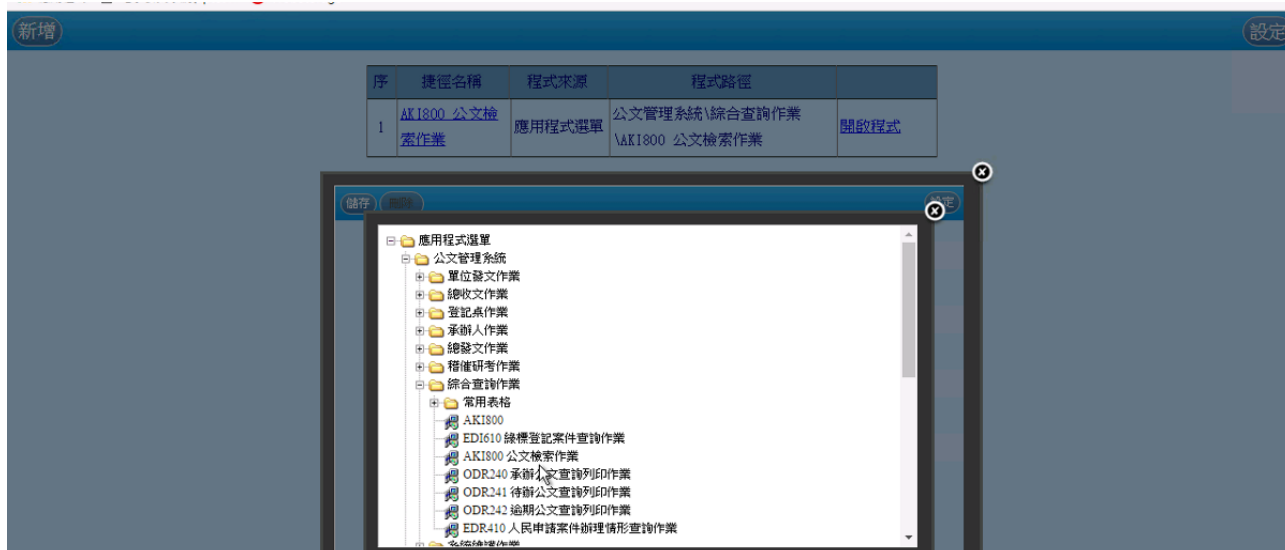 新增
設定
序 捷徑名稱 程式來源 程式路徑
1 AKI800 公文檢索作業 應用程式選單 公文管理系統\綜合查詢作業\AKI800 公文檢索作業 開啟程式
儲存 刪除
應用程式選單
公文管理系統
單位發文作業
總收文作業
登記桌作業
承辦人作業
總發文作業
稽催研考作業
綜合查詢作業
常用表格
AKI800
EDI610 綠標登記案件查詢作業
AKI800 公文檢索作業
ODR240 承辦公文查詢列印作業
ODR241 待辦公文查詢列印作業
ODR242 逾期公文查詢列印作業
EDR410 人民申請案件辦理情形查詢作業
系統維護作業